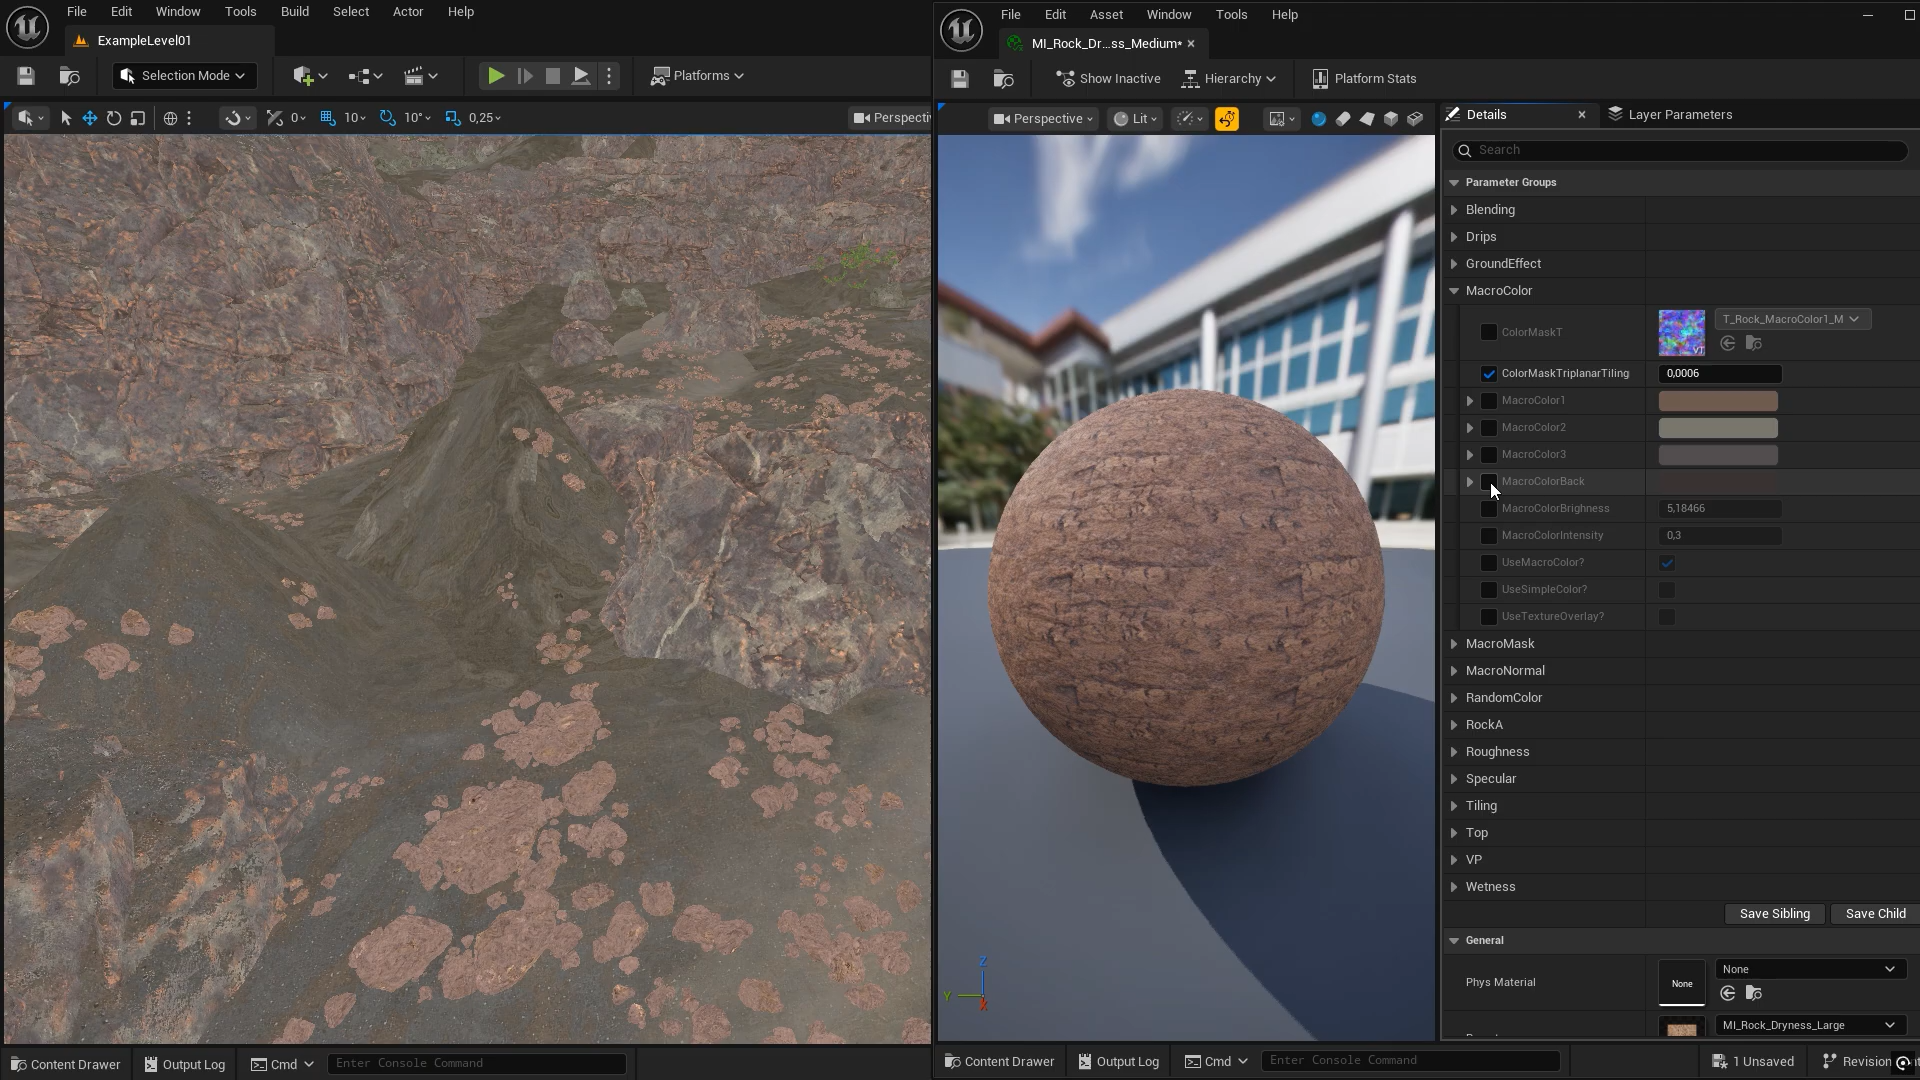 File Edit Window Tools Build Select Actor Help
ExampleLevel01
Selection Mode
Platforms
0 10 10° 0,25 Perspecti
File Edit Asset Window Tools Help
MI_Rock_Dr...ss_Medium*
Show Inactive Hierarchy Platform Stats
Perspective Lit
Details Layer Parameters
Search
Parameter Groups
Blending
Drips
GroundEffect
MacroColor
ColorMaskT T_Rock_MacroColor1_M
VT
ColorMaskTriplanarTiling 0,0006
MacroColor1
MacroColor2
MacroColor3
MacroColorBack
MacroColorBrighness 5,18466
MacroColorIntensity 0,3
UseMacroColor?
UseSimpleColor?
UseTextureOverlay?
MacroMask
MacroNormal
RandomColor
RockA
Roughness
Specular
Tiling
Top
VP
Wetness
Save Sibling Save Child
General
Phys Material None None
MI_Rock_Dryness_Large
Z
Y X
Content Drawer Output Log Cmd Enter Console Command
Content Drawer Output Log Cmd Enter Console Command 1 Unsaved Revision